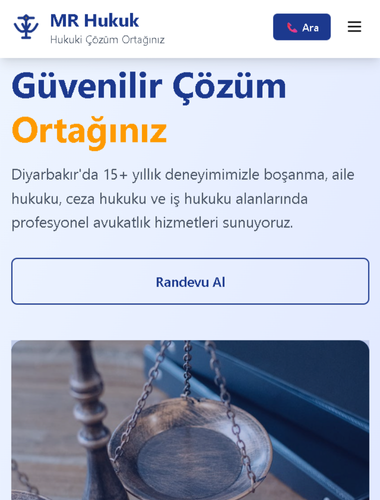 MR Hukuk
Hukuki Çözüm Ortağınız
Ara
Güvenilir Çözüm
Ortağınız
Diyarbakır'da 15+ yıllık deneyimimizle boşanma, aile
hukuku, ceza hukuku ve iş hukuku alanlarında
profesyonel avukatlık hizmetleri sunuyoruz.
Randevu Al